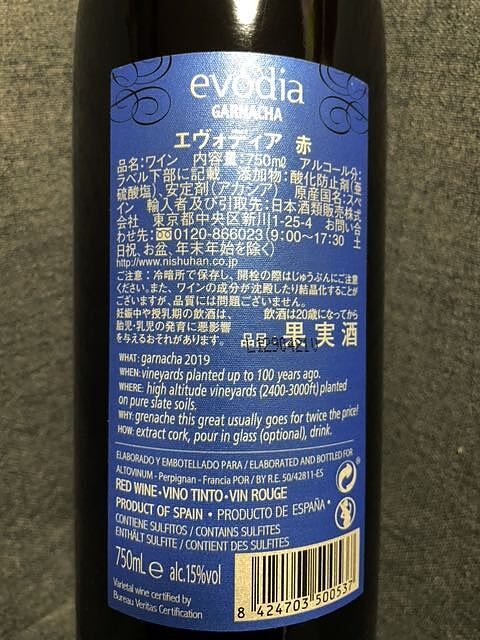 evodia
GARNACHA
エヴォディア 赤
品名:ワイン 内容量:750ml アルコール分:
ラベル下部に記載 添加物:酸化防止剤(亜
硫酸塩)、安定剤(アカシア) 原産国名:スペ
イン 輸入者及び引取先:日本酒類販売株式
会社 東京都中央区新川1-25-4 お問い合
わせ先:0120-866023(9:00~17:30 土
日祝、お盆、年末年始を除く)
http://www.nishuhan.co.jp
ご注意:冷暗所で保存し、開栓の際はじゅうぶんにご注意
ください。また、ワインの成分が沈殿したり結晶化することが
ございますが、品質には問題ございません。
妊娠中や授乳期の飲酒は、 飲酒は20歳になってから
胎児・乳児の発育に悪影響
を与えるおそれがあります。 品目 果実酒
WHAT: garnacha 2019
WHEN: vineyards planted up to 100 years ago.
WHERE: high altitude vineyards (2400-3000ft) planted
on pure slate soils.
WHY: grenache this great usually goes for twice the price!
HOW: extract cork, pour in glass (optional), drink.
ELABORADO Y EMBOTELLADO PARA / ELABORATED AND BOTTLED FOR
ALTOVINUM - Perpignan - Francia POR / BY R.E. 50/42811-ES
RED WINE • VINO TINTO • VIN ROUGE
PRODUCT OF SPAIN • PRODUCTO DE ESPAÑA •
CONTIENE SULFITOS / CONTAINS SULFITES
ENTHÄLT SULFITE / CONTIENT DES SULFITES
750mL e alc.15%vol
Varietal wine certified by
Bureau Veritas Certification
8 424703 500537